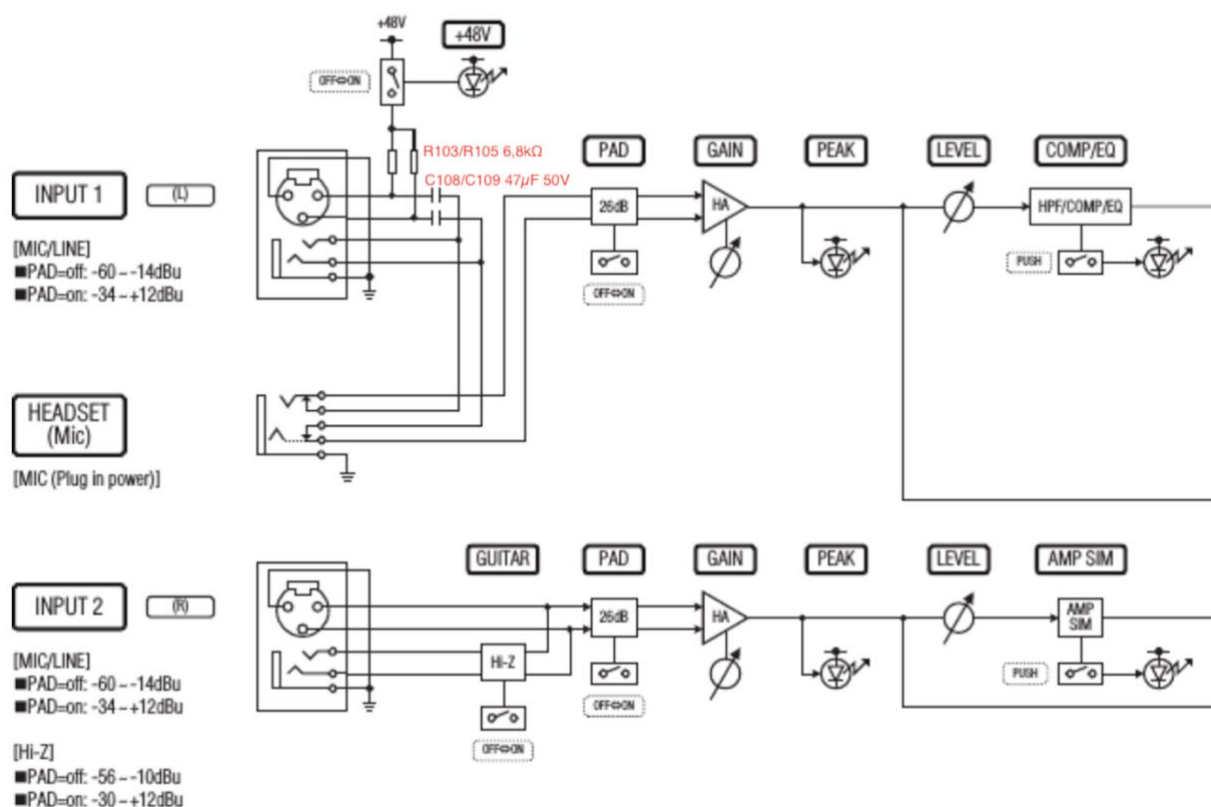 +48V
+48V
OFF⇔ON
R103/R105 6,8kΩ
C108/C109 47µF 50V
PAD
GAIN
PEAK
LEVEL
COMP/EQ
INPUT 1
(L)
26dB
HA
HPF/COMP/EQ
[MIC/LINE]
■PAD=off: -60 ~ -14dBu
■PAD=on: -34 ~ +12dBu
PUSH
OFF⇔ON
HEADSET
(Mic)
[MIC (Plug in power)]
GUITAR
PAD
GAIN
PEAK
LEVEL
AMP SIM
INPUT 2
(R)
26dB
HA
AMP
SIM
Hi-Z
[MIC/LINE]
■PAD=off: -60 ~ -14dBu
■PAD=on: -34 ~ +12dBu
PUSH
OFF⇔ON
OFF⇔ON
[Hi-Z]
■PAD=off: -56 ~ -10dBu
■PAD=on: -30 ~ +12dBu